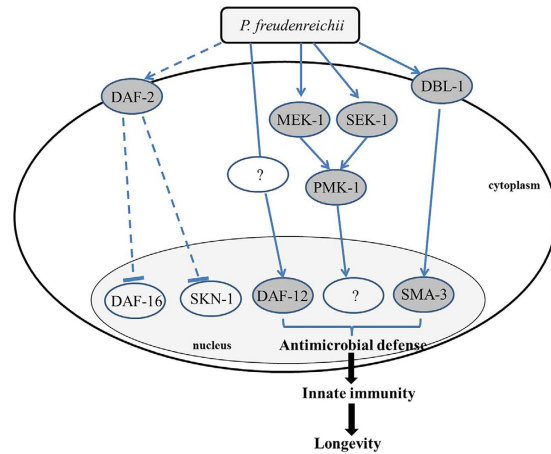 P. freudenreichii
DAF-2
DBL-1
MEK-1
SEK-1
?
PMK-1
cytoplasm
DAF-16
SKN-1
DAF-12
?
SMA-3
nucleus
Antimicrobial defense
Innate immunity
Longevity